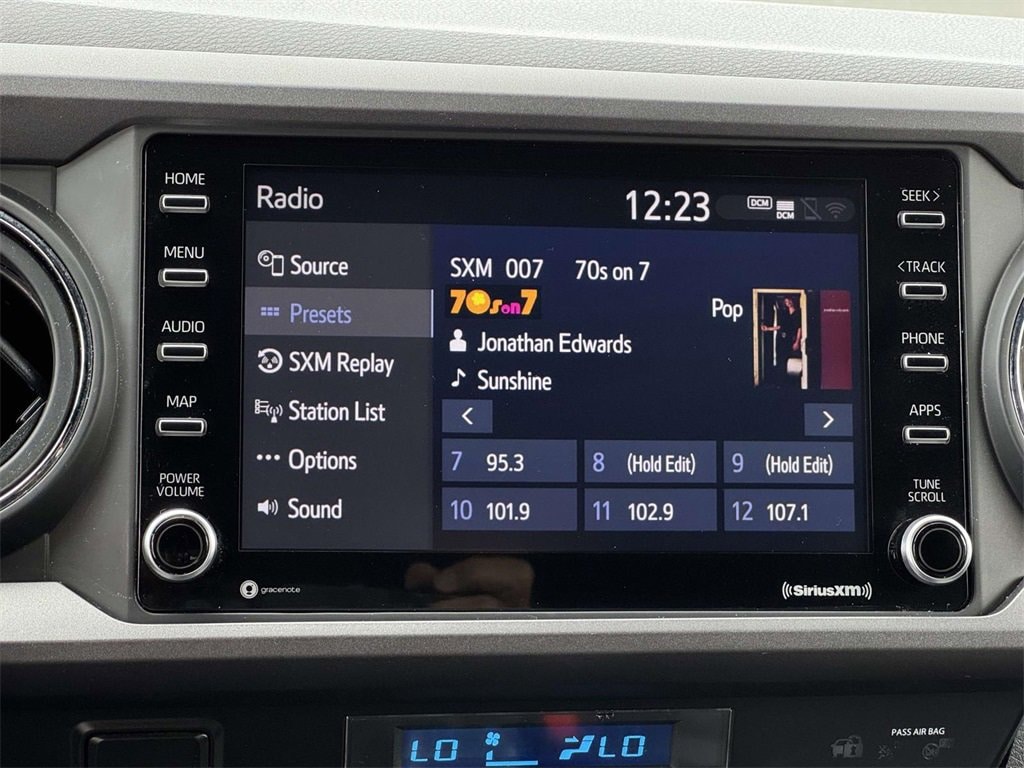 HOME
MENU
AUDIO
MAP
POWER
VOLUME
Radio
12:23
DCM
DCM
Source
Presets
SXM Replay
Station List
Options
Sound
SXM 007 70s on 7
70s on 7
Pop
Jonathan Edwards
Sunshine
<
>
7 95.3
8 (Hold Edit)
9 (Hold Edit)
10 101.9
11 102.9
12 107.1
SEEK >
< TRACK
PHONE
APPS
TUNE
SCROLL
gracenote
((SiriusXM))
LO
LO
PASS AIR BAG